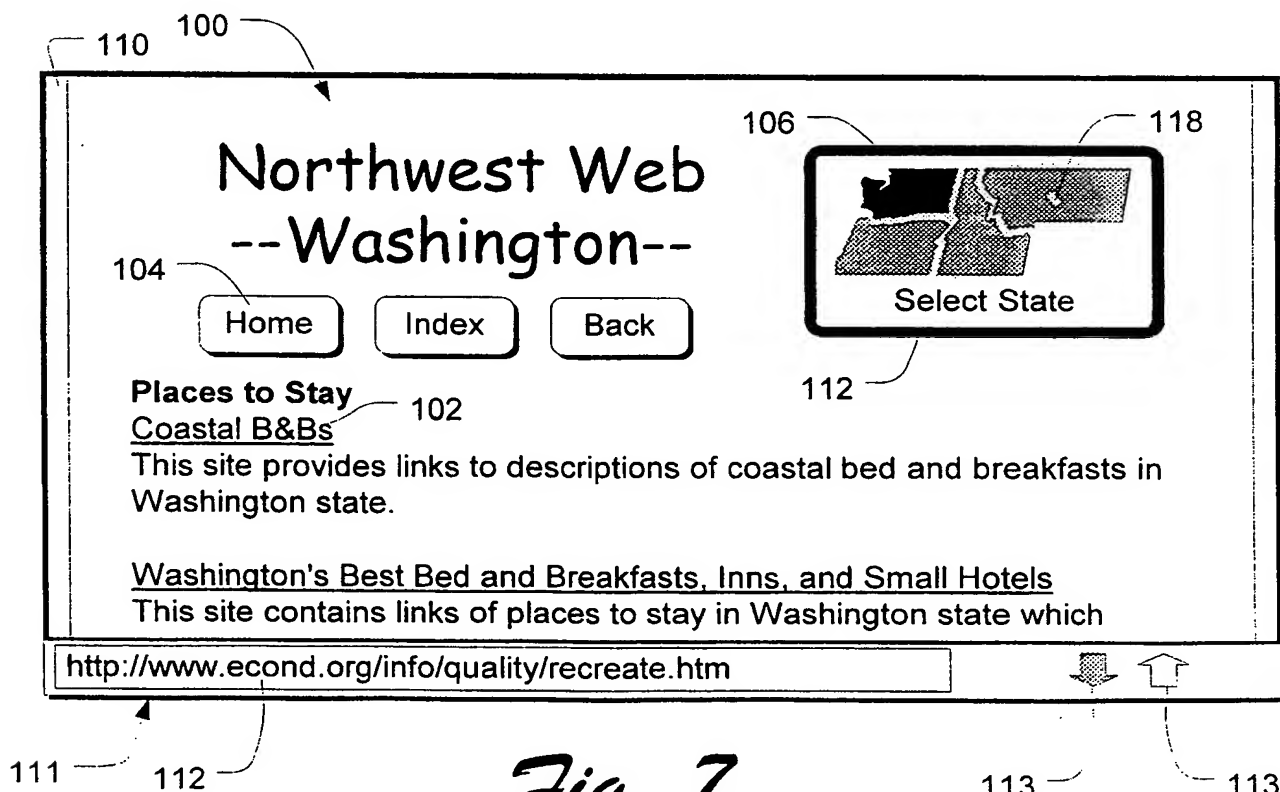 110
100
106
118
Northwest Web
--Washington--
104
Home
Index
Back
Select State
112
Places to Stay
102
Coastal B&Bs
This site provides links to descriptions of coastal bed and breakfasts in
Washington state.
Washington's Best Bed and Breakfasts, Inns, and Small Hotels
This site contains links of places to stay in Washington state which
http://www.econd.org/info/quality/recreate.htm
111
112
Fig. 7
113
113